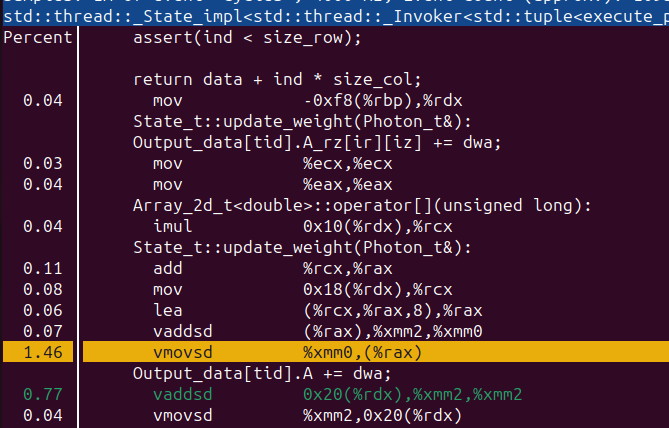 std::thread::_State_impl<std::thread::_Invoker<std::tuple<execute_p
Percent assert(ind < size_row);
return data + ind * size_col;
0.04 mov -0xf8(%rbp),%rdx
State_t::update_weight(Photon_t&):
Output_data[tid].A_rz[ir][iz] += dwa;
0.03 mov %ecx,%ecx
0.04 mov %eax,%eax
Array_2d_t<double>::operator[](unsigned long):
0.04 imul 0x10(%rdx),%rcx
State_t::update_weight(Photon_t&):
0.11 add %rcx,%rax
0.08 mov 0x18(%rdx),%rcx
0.06 lea (%rcx,%rax,8),%rax
0.07 vaddsd (%rax),%xmm2,%xmm0
1.46 vmovsd %xmm0,(%rax)
Output_data[tid].A += dwa;
0.77 vaddsd 0x20(%rdx),%xmm2,%xmm2
0.04 vmovsd %xmm2,0x20(%rdx)